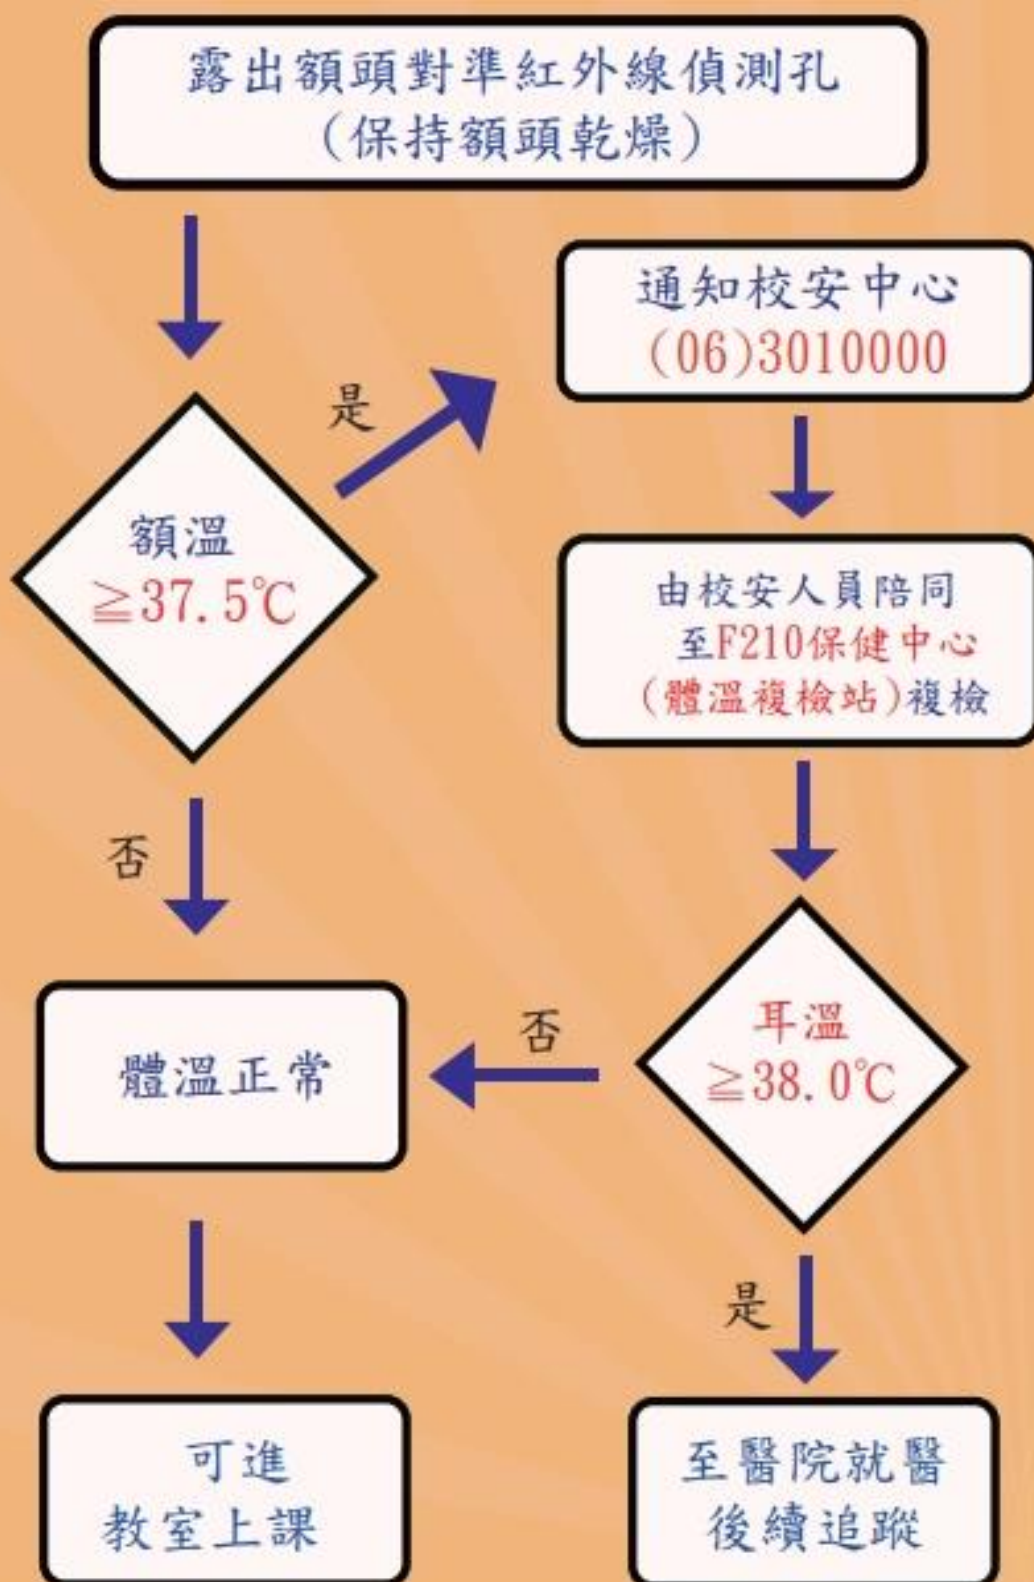 露出額頭對準紅外線偵測孔
(保持額頭乾燥)
通知校安中心
(06)3010000
是
額溫
≧37.5℃
由校安人員陪同
至F210保健中心
(體溫複檢站)複檢
否
耳溫
≧38.0℃
否
體溫正常
是
可進
教室上課
至醫院就醫
後續追蹤